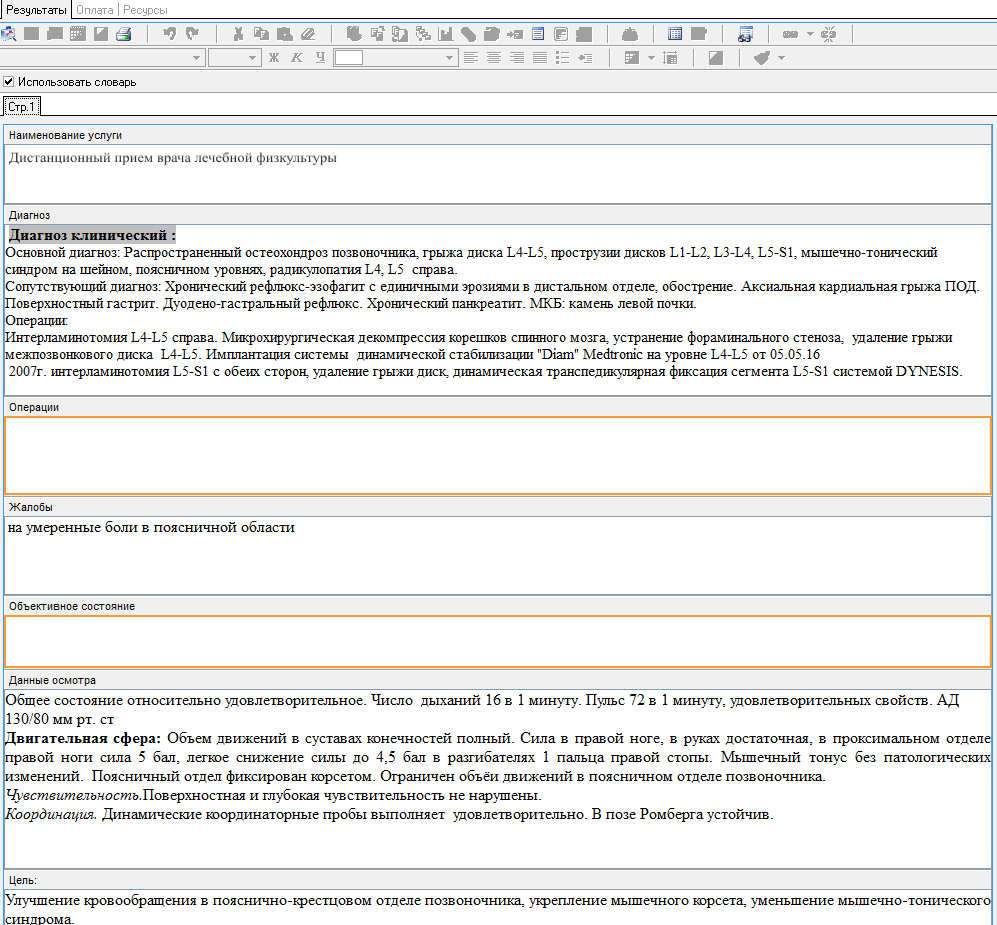 Результаты Оплата Ресурсы
Ж К Ч
Использовать словарь
Стр.1
Наименование услуги
Дистанционный прием врача лечебной физкультуры
Диагноз
Диагноз клинический :
Основной диагноз: Распространенный остеохондроз позвоночника, грыжа диска L4-L5, прострузии дисков L1-L2, L3-L4, L5-S1, мышечно-тонический
синдром на шейном, поясничном уровнях, радикулопатия L4, L5 справа.
Сопутствующий диагноз: Хронический рефлюкс-эзофагит с единичными эрозиями в дистальном отделе, обострение. Аксиальная кардиальная грыжа ПОД.
Поверхностный гастрит. Дуодено-гастральный рефлюкс. Хронический панкреатит. МКБ: камень левой почки.
Операции:
Интерламинотомия L4-L5 справа. Микрохирургическая декомпрессия корешков спинного мозга, устранение фораминального стеноза, удаление грыжи
межпозвонкового диска L4-L5. Имплантация системы динамической стабилизации "Diam" Medtronic на уровне L4-L5 от 05.05.16
2007г. интерламинотомия L5-S1 с обеих сторон, удаление грыжи диск, динамическая транспедикулярная фиксация сегмента L5-S1 системой DYNESIS.
Операции
Жалобы
на умеренные боли в поясничной области
Объективное состояние
Данные осмотра
Общее состояние относительно удовлетворительное. Число дыханий 16 в 1 минуту. Пульс 72 в 1 минуту, удовлетворительных свойств. АД
130/80 мм рт. ст
Двигательная сфера: Объем движений в суставах конечностей полный. Сила в правой ноге, в руках достаточная, в проксимальном отделе
правой ноги сила 5 бал, легкое снижение силы до 4,5 бал в разгибателях 1 пальца правой стопы. Мышечный тонус без патологических
изменений. Поясничный отдел фиксирован корсетом. Ограничен объёи движений в поясничном отделе позвоночника.
Чувствительность.Поверхностная и глубокая чувствительность не нарушены.
Координация. Динамические координаторные пробы выполняет удовлетворительно. В позе Ромберга устойчив.
Цель:
Улучшение кровообращения в пояснично-крестцовом отделе позвоночника, укрепление мышечного корсета, уменьшение мышечно-тонического
синдрома.